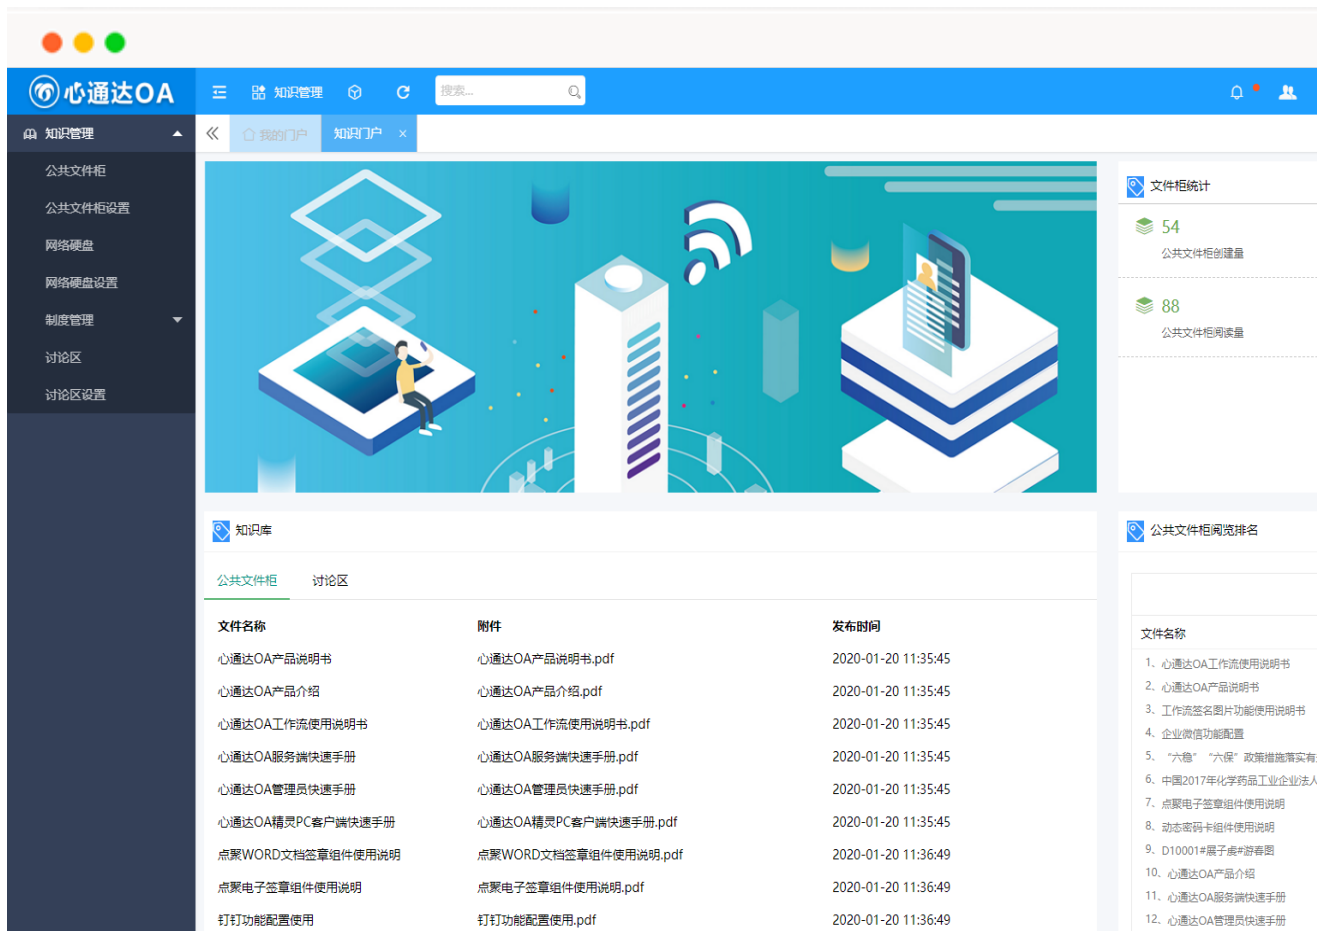 心通达OA
知识管理
搜索...
知识管理
我的门户
知识门户
公共文件柜
公共文件柜设置
网络硬盘
网络硬盘设置
制度管理
讨论区
讨论区设置
文件柜统计
54
公共文件柜创建量
88
公共文件柜阅读量
知识库
公共文件柜 讨论区
文件名称 附件 发布时间
心通达OA产品说明书 心通达OA产品说明书.pdf 2020-01-20 11:35:45
心通达OA产品介绍 心通达OA产品介绍.pdf 2020-01-20 11:35:45
心通达OA工作流使用说明书 心通达OA工作流使用说明书.pdf 2020-01-20 11:35:45
心通达OA服务端快速手册 心通达OA服务端快速手册.pdf 2020-01-20 11:35:45
心通达OA管理员快速手册 心通达OA管理员快速手册.pdf 2020-01-20 11:35:45
心通达OA精灵PC客户端快速手册 心通达OA精灵PC客户端快速手册.pdf 2020-01-20 11:35:45
点聚WORD文档签章组件使用说明 点聚WORD文档签章组件使用说明.pdf 2020-01-20 11:36:49
点聚电子签章组件使用说明 点聚电子签章组件使用说明.pdf 2020-01-20 11:36:49
钉钉功能配置使用 钉钉功能配置使用.pdf 2020-01-20 11:36:49
公共文件柜阅览排名
文件名称
1、心通达OA工作流使用说明书
2、心通达OA产品说明书
3、工作流签名图片功能使用说明书
4、企业微信功能配置
5、“六稳”“六保”政策措施落实有
6、中国2017年化学药品工业企业法人
7、点聚电子签章组件使用说明
8、动态密码卡组件使用说明
9、D10001#展子虔#游春图
10、心通达OA产品介绍
11、心通达OA服务端快速手册
12、心通达OA管理员快速手册